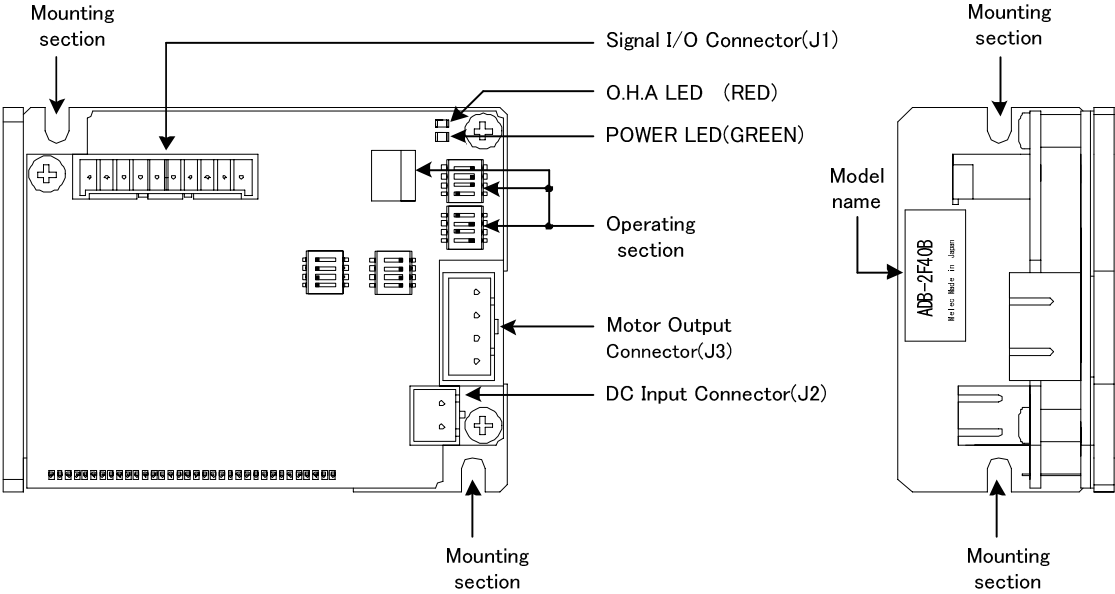 Mounting
section
Signal I/O Connector(J1)
O.H.A LED (RED)
POWER LED(GREEN)
Operating
section
Motor Output
Connector(J3)
DC Input Connector(J2)
Mounting
section
Mounting
section
Model
name
ADB-2F40B
Melec Made in Japan
Mounting
section